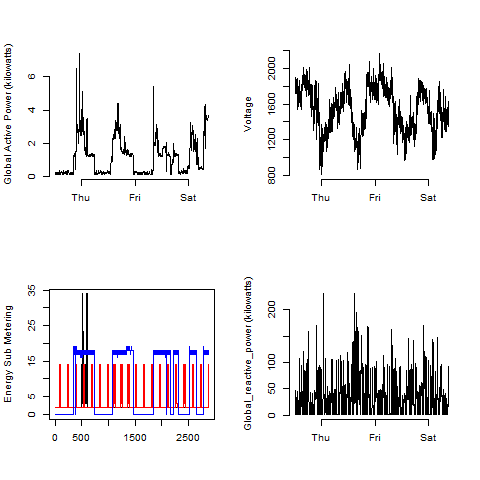 Global Active Power (kilowatts)
0 2 4 6
Thu Fri Sat
Voltage
800 1200 1600 2000
Thu Fri Sat
Energy Sub Metering
0 5 15 25 35
0 500 1500 2500
Global_reactive_power (kilowatts)
0 50 100 200
Thu Fri Sat